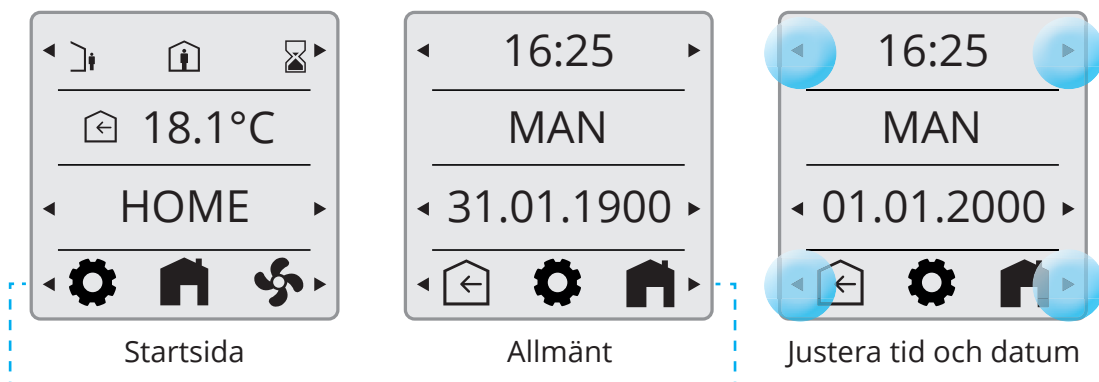 18.1°C
HOME
Startsida
16:25
MAN
31.01.1900
Allmänt
16:25
MAN
01.01.2000
Justera tid och datum